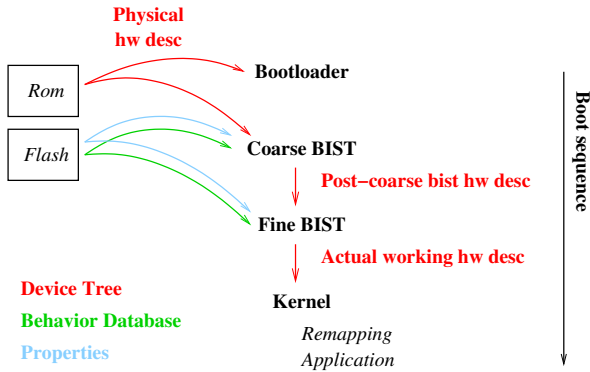 Physical
hw desc
Rom
Bootloader
Flash
Coarse BIST
Post-coarse bist hw desc
Fine BIST
Actual working hw desc
Kernel
Remapping
Application
Device Tree
Behavior Database
Properties
Boot sequence